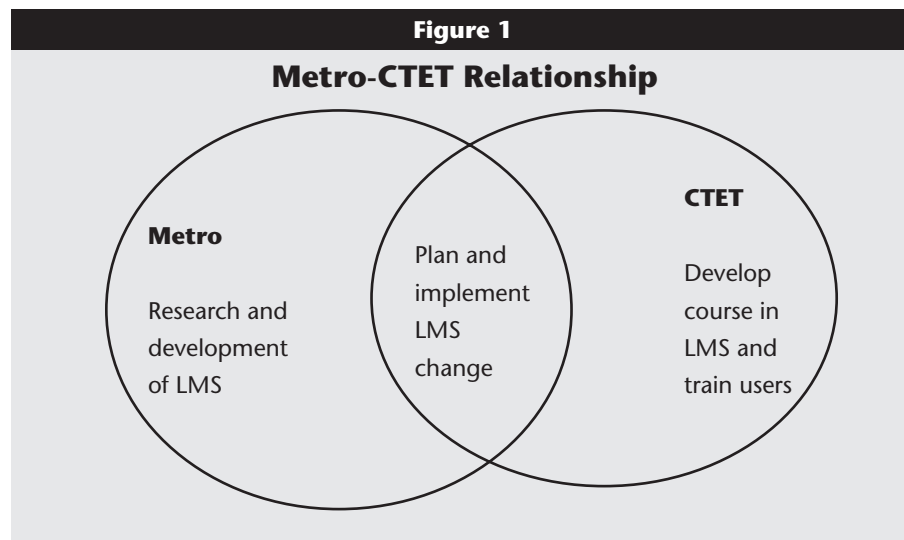 Figure 1
Metro-CTET Relationship
Metro
Research and
development
of LMS
Plan and
implement
LMS
change
CTET
Develop
course in
LMS and
train users